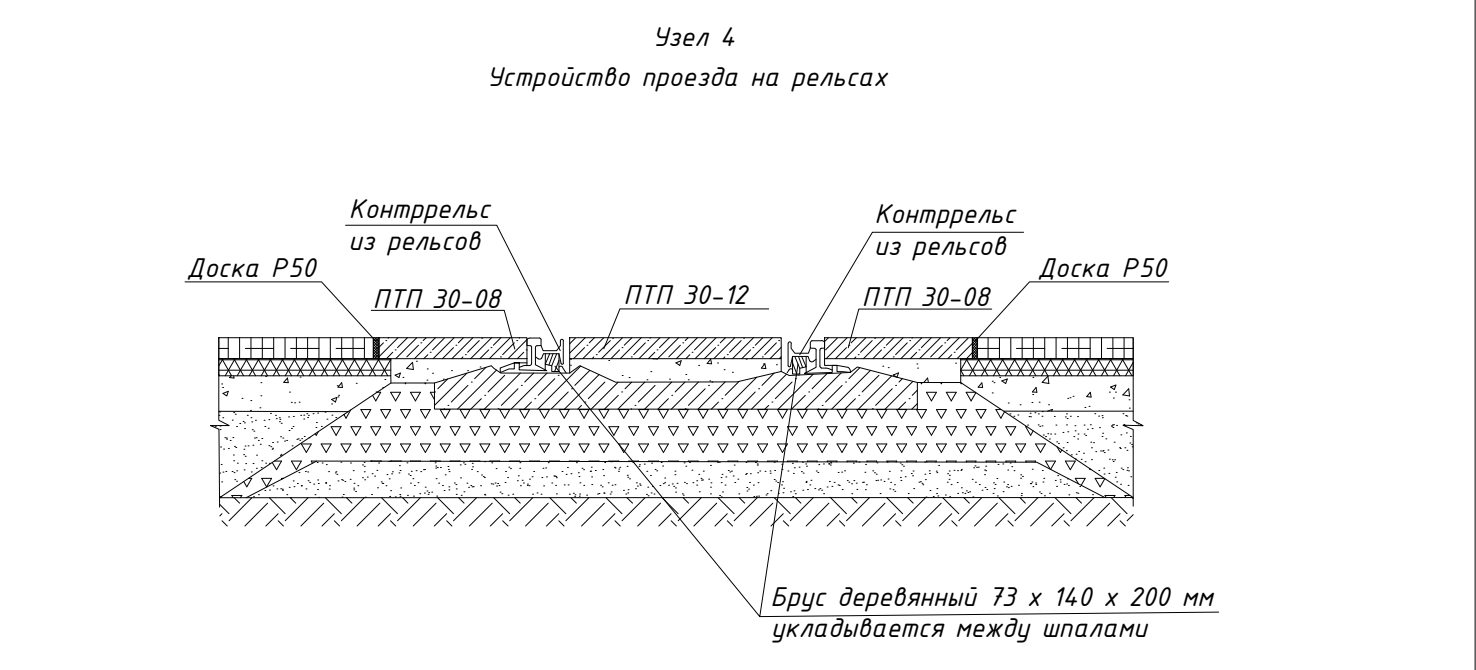 Узел 4
Устройство проезда на рельсах
Контррельс
из рельсов
Контррельс
из рельсов
Доска Р50
Доска Р50
ПТП 30-08
ПТП 30-12
ПТП 30-08
Брус деревянный 73 х 140 х 200 мм
укладывается между шпалами